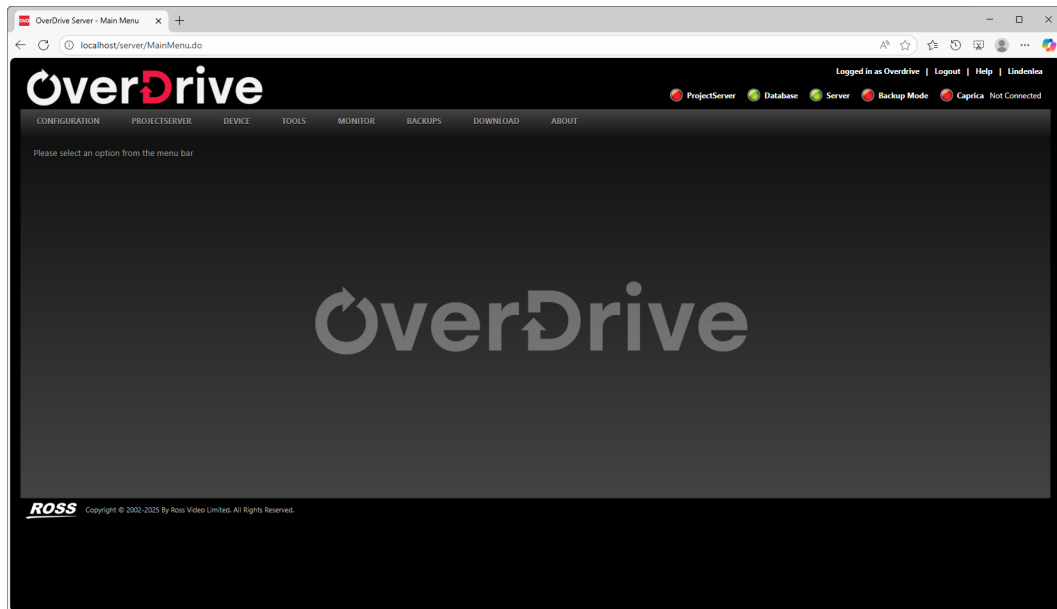 OverDrive Server - Main Menu
localhost/server/MainMenu.do
OverDrive
Logged in as Overdrive | Logout | Help | Lindenlea
ProjectServer Database Server Backup Mode Caprica Not Connected
CONFIGURATION PROJECTSERVER DEVICE TOOLS MONITOR BACKUPS DOWNLOAD ABOUT
Please select an option from the menu bar
OverDrive
ROSS Copyright © 2002-2025 By Ross Video Limited. All Rights Reserved.